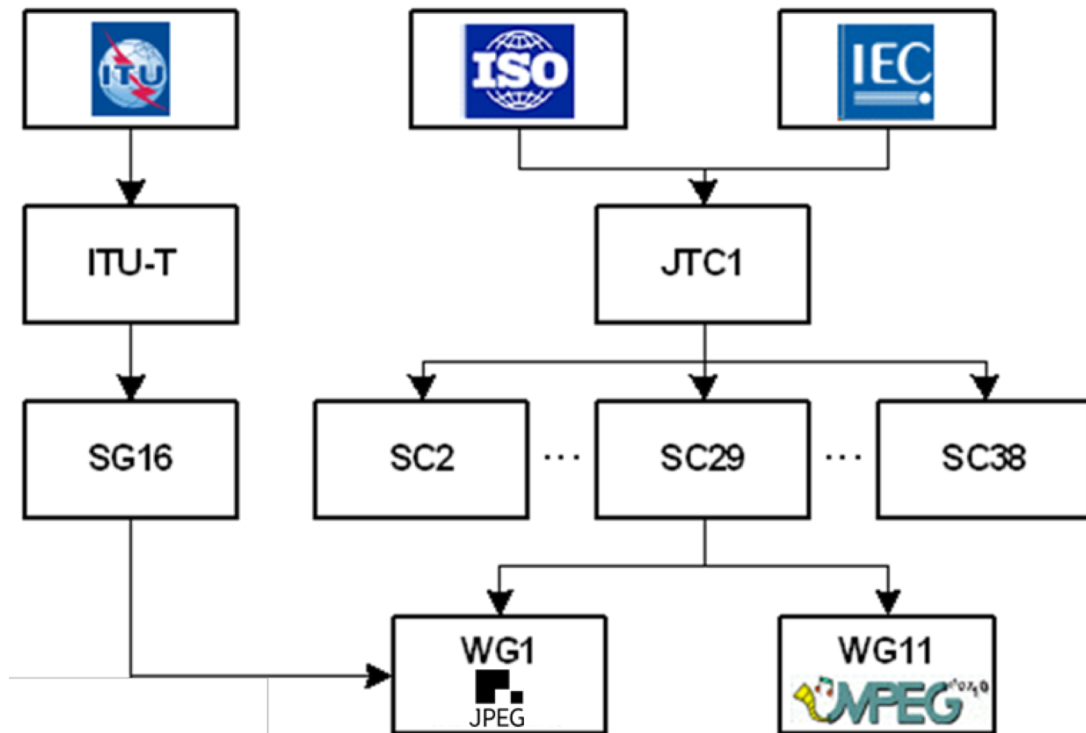 ITU
ISO
IEC
ITU-T
JTC1
SG16
SC2
...
SC29
...
SC38
WG1
JPEG
WG11
MPEG